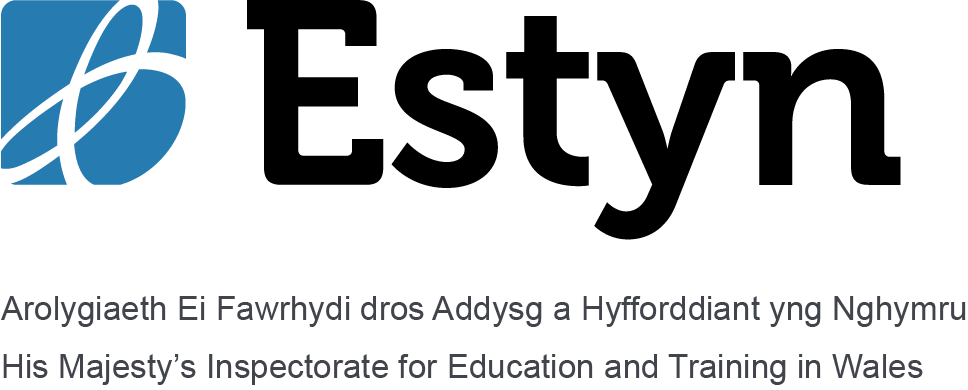 Estyn
Arolygiaeth Ei Fawrhydi dros Addysg a Hyfforddiant yng Nghymru
His Majesty’s Inspectorate for Education and Training in Wales